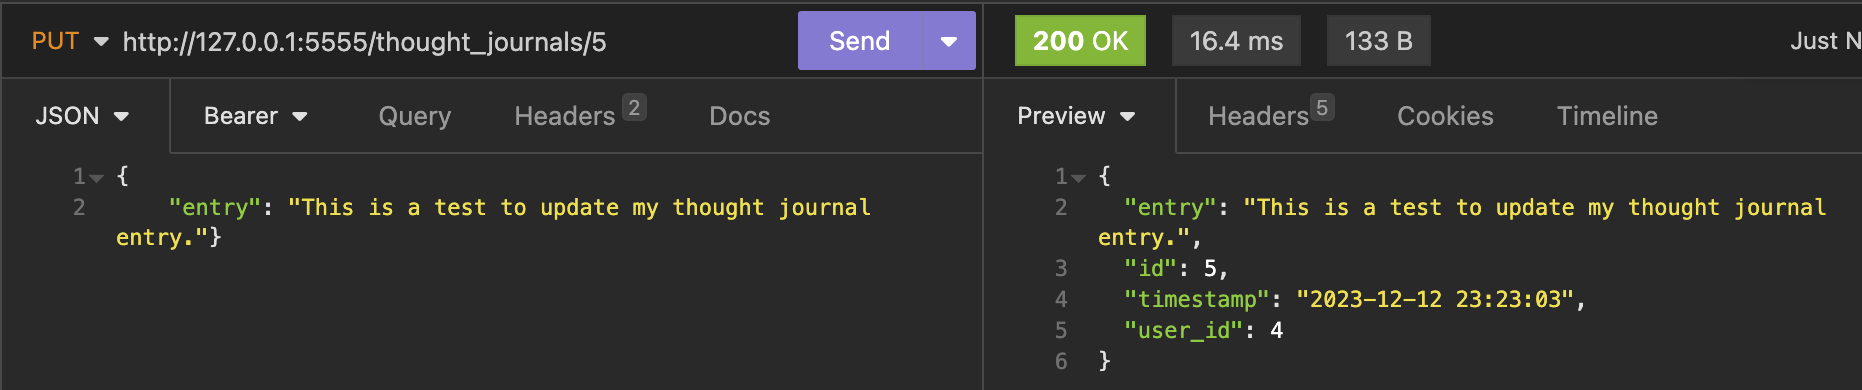 PUT http://127.0.0.1:5555/thought_journals/5 Send
200 OK 16.4 ms 133 B Just N
JSON Bearer Query Headers 2 Docs
1 {
2 "entry": "This is a test to update my thought journal
entry."}
Preview Headers 5 Cookies Timeline
1 {
2 "entry": "This is a test to update my thought journal
entry.",
3 "id": 5,
4 "timestamp": "2023-12-12 23:23:03",
5 "user_id": 4
6 }